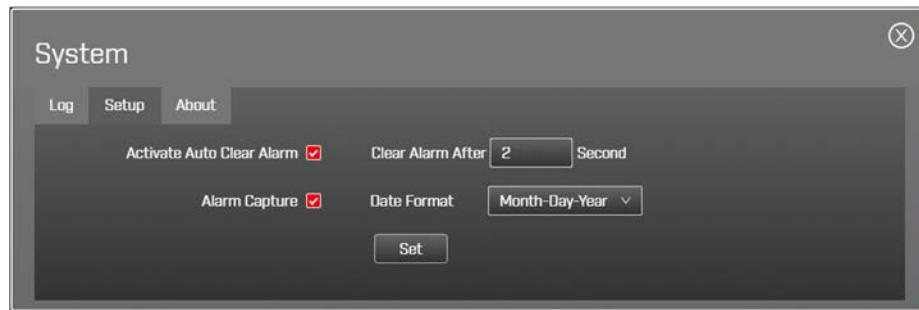 System
Log Setup About
Activate Auto Clear Alarm Clear Alarm After 2 Second
Alarm Capture Date Format Month-Day-Year
Set